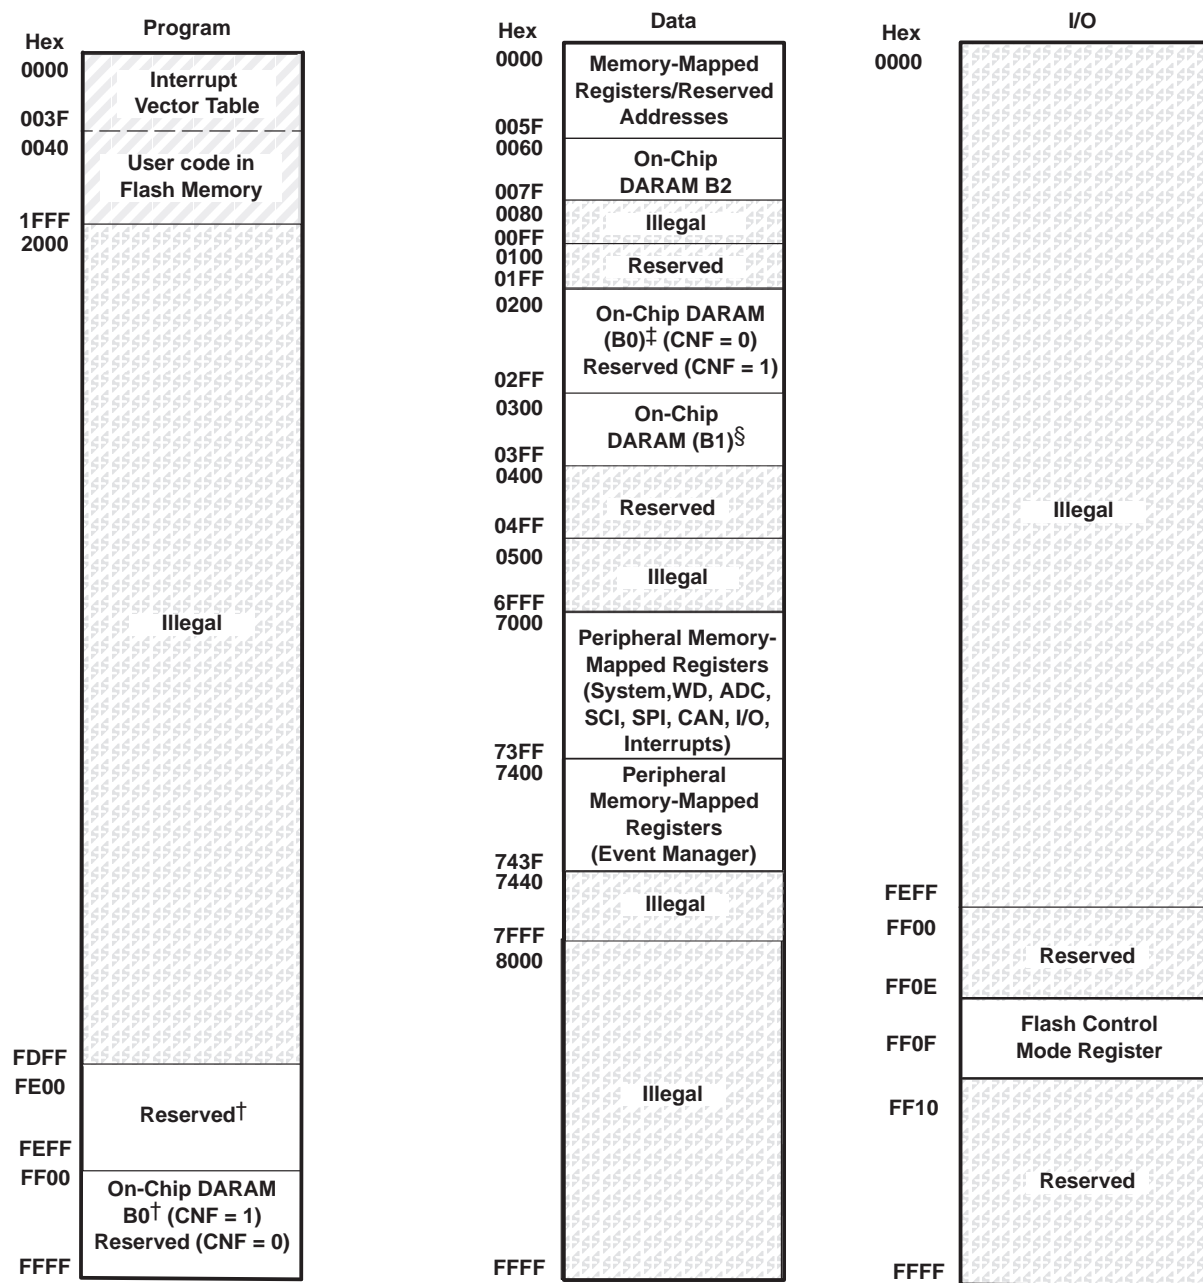 Program
Hex
0000
Interrupt
Vector Table
003F
0040
User code in
Flash Memory
1FFF
2000
Illegal
FDFF
FE00
Reserved†
FEFF
FF00
On-Chip DARAM
B0† (CNF = 1)
Reserved (CNF = 0)
FFFF
Data
Hex
0000
Memory-Mapped
Registers/Reserved
Addresses
005F
0060
On-Chip
DARAM B2
007F
0080
Illegal
00FF
0100
Reserved
01FF
0200
On-Chip DARAM
(B0)‡ (CNF = 0)
Reserved (CNF = 1)
02FF
0300
On-Chip
DARAM (B1)§
03FF
0400
Reserved
04FF
0500
Illegal
6FFF
7000
Peripheral Memory-
Mapped Registers
(System,WD, ADC,
SCI, SPI, CAN, I/O,
Interrupts)
73FF
7400
Peripheral
Memory-Mapped
Registers
(Event Manager)
743F
7440
Illegal
7FFF
8000
Illegal
FFFF
I/O
Hex
0000
Illegal
FEFF
FF00
Reserved
FF0E
Flash Control
Mode Register
FF0F
FF10
Reserved
FFFF